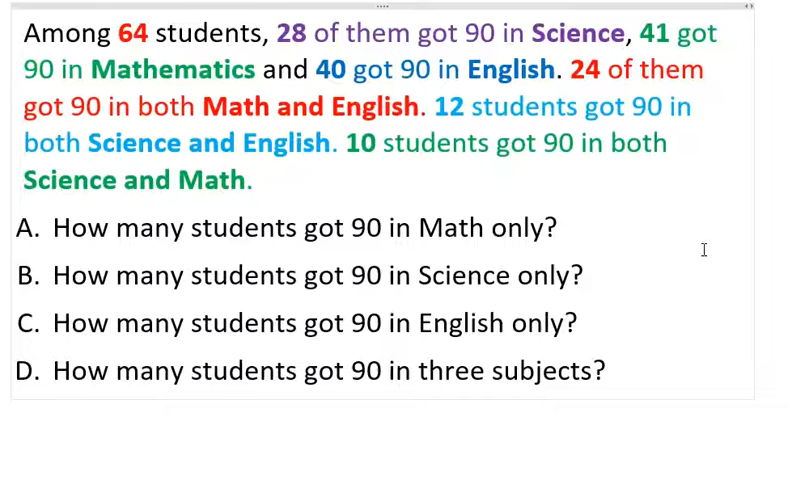 Among 64 students, 28 of them got 90 in Science, 41 got
90 in Mathematics and 40 got 90 in English. 24 of them
got 90 in both Math and English. 12 students got 90 in
both Science and English. 10 students got 90 in both
Science and Math.
A. How many students got 90 in Math only?
B. How many students got 90 in Science only?
C. How many students got 90 in English only?
D. How many students got 90 in three subjects?